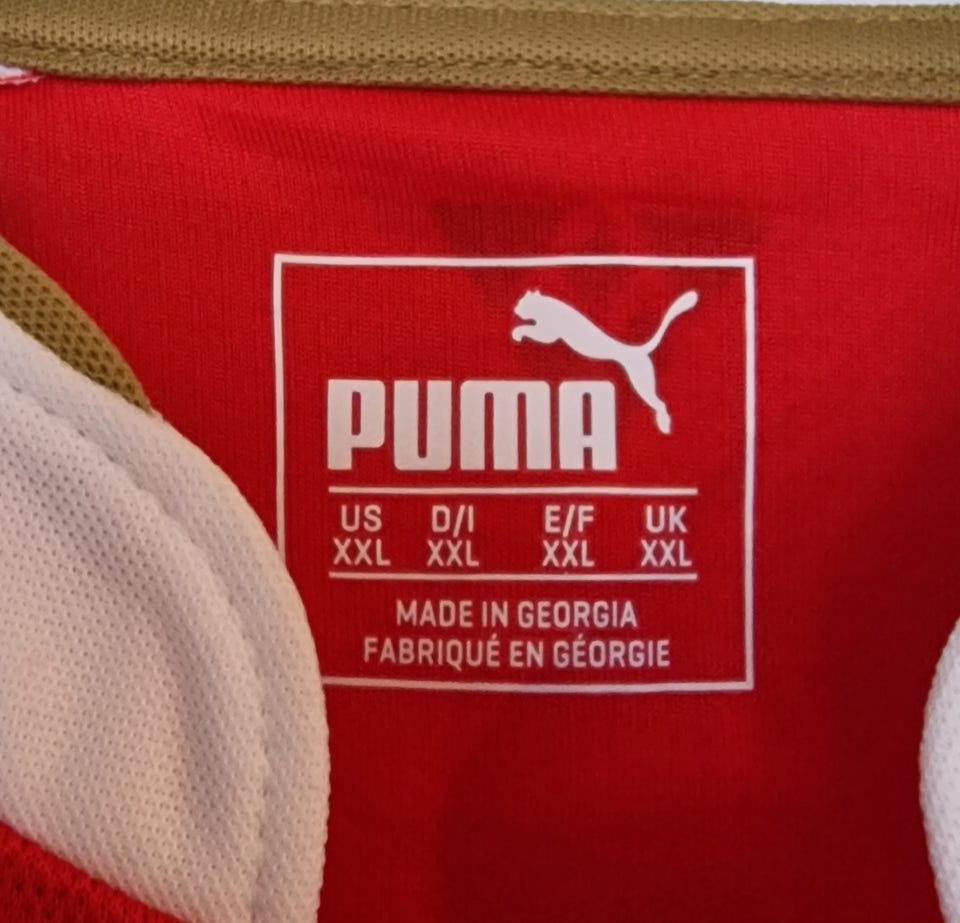 PUMA
US D/I E/F UK
XXL XXL XXL XXL
MADE IN GEORGIA
FABRIQUÉ EN GÉORGIE